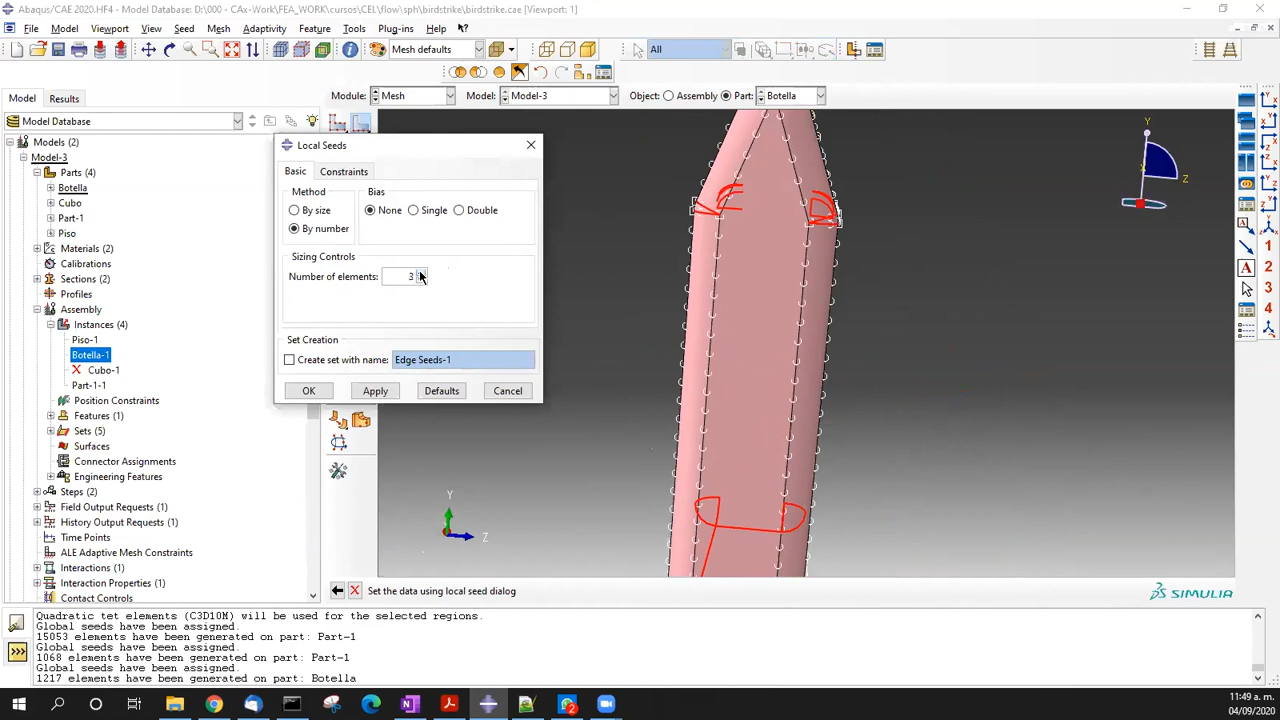 Abaqus/CAE 2020.HF4 - Model Database: D:\000 - CAx-Work\FEA_WORK\cursos\CEL\flow\sph\birdstrike.cae [Viewport: 1]
File Model Viewport View Seed Mesh Adaptivity Feature Tools Plug-ins Help
Mesh defaults All
Model Results Module: Mesh Model: Model-3 Object: Assembly Part: Botella
Model Database
Models (2)
Model-3
Parts (4)
Botella
Cubo
Part-1
Piso
Materials (2)
Sections (2)
Profiles
Assembly
Instances (4)
Piso-1
Botella-1
Cubo-1
Part-1-1
Position Constraints
Features (1)
Sets (5)
Surfaces
Connector Assignments
Engineering Features
Steps (2)
Field Output Requests (1)
History Output Requests (1)
Time Points
ALE Adaptive Mesh Constraints
Interactions (1)
Interaction Properties (1)
Contact Controls
Local Seeds
Basic Constraints
Method Bias
By size None Single Double
By number
Sizing Controls
Number of elements: 3
Set Creation
Create set with name: Edge Seeds-1
OK Apply Defaults Cancel
Y
Z
X
Y
Z
A
1
2
3
4
Set the data using local seed dialog
SIMULIA
Quadratic tet elements (C3D10M) will be used for the selected regions.
Global seeds have been assigned.
15053 elements have been generated on part: Part-1
Global seeds have been assigned.
1068 elements have been generated on part: Part-1
Global seeds have been assigned.
1217 elements have been generated on part: Botella
11:49 a. m.
04/09/2020